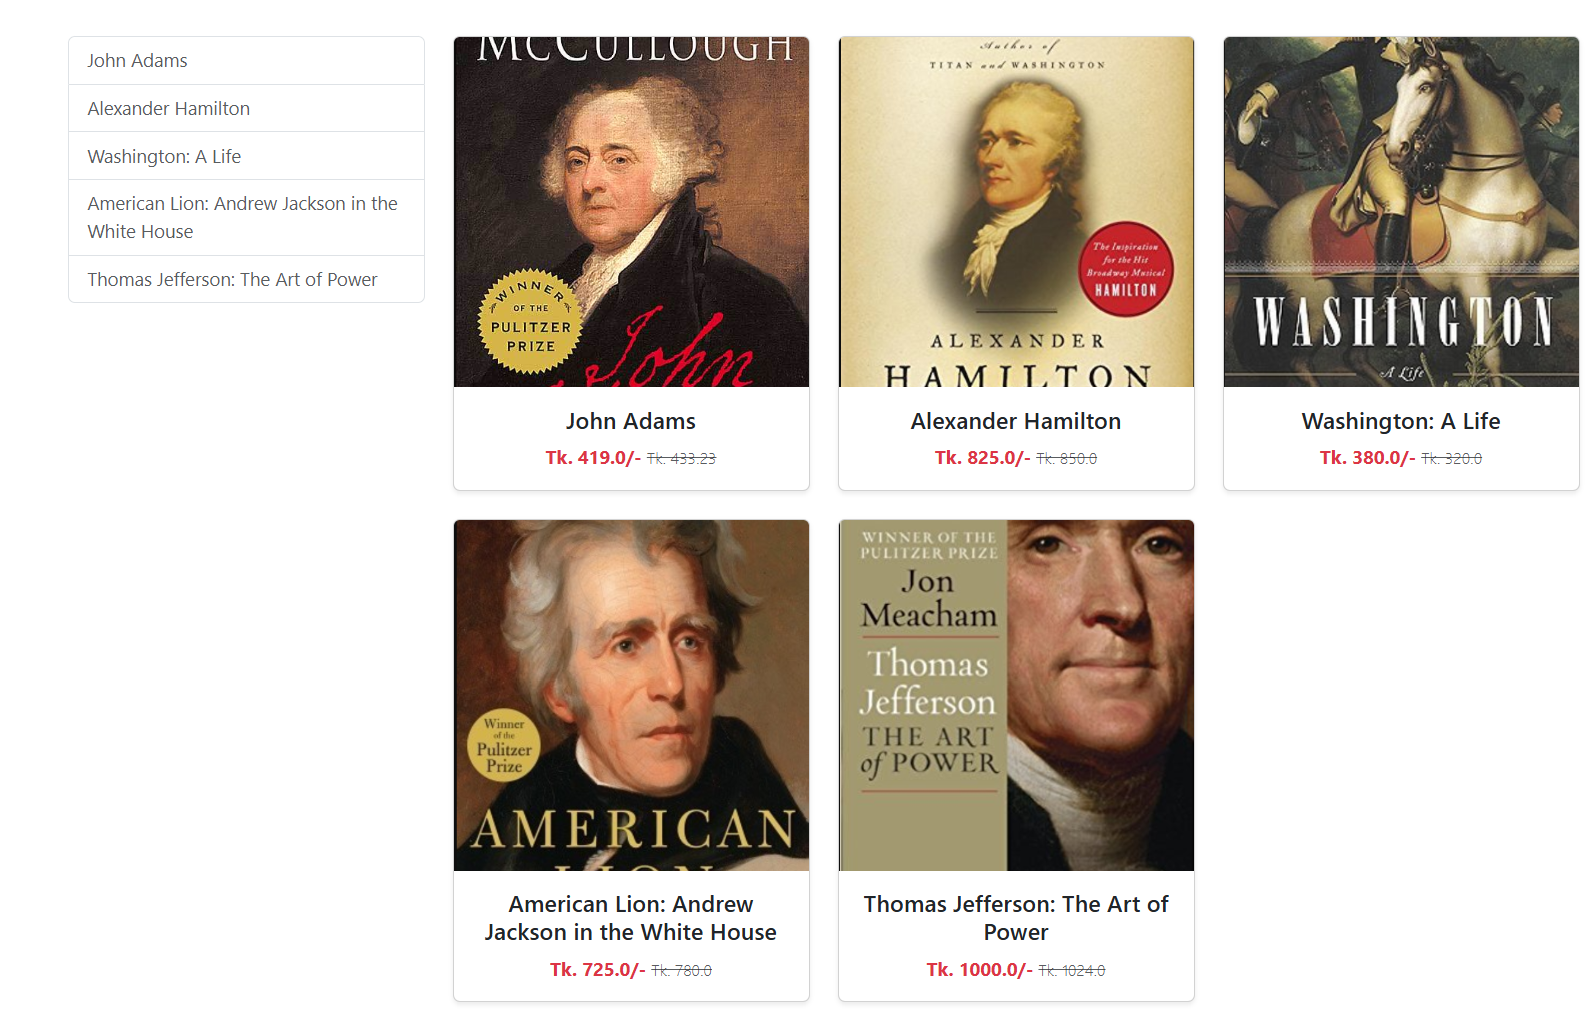 John Adams
Alexander Hamilton
Washington: A Life
American Lion: Andrew Jackson in the
White House
Thomas Jefferson: The Art of Power
MCCULLOUGH
WINNER
OF THE
PULITZER
PRIZE
John
John Adams
Tk. 419.0/- Tk. 433.23
Author of
TITAN and WASHINGTON
The Inspiration
for the Hit
Broadway Musical
HAMILTON
ALEXANDER
HAMILTON
Alexander Hamilton
Tk. 825.0/- Tk. 850.0
WASHINGTON
A Life
Washington: A Life
Tk. 380.0/- Tk. 320.0
Winner
of the
Pulitzer
Prize
AMERICAN
LION
American Lion: Andrew
Jackson in the White House
Tk. 725.0/- Tk. 780.0
WINNER OF THE
PULITZER PRIZE
Jon
Meacham
Thomas
Jefferson
THE ART
of POWER
Thomas Jefferson: The Art of
Power
Tk. 1000.0/- Tk. 1024.0